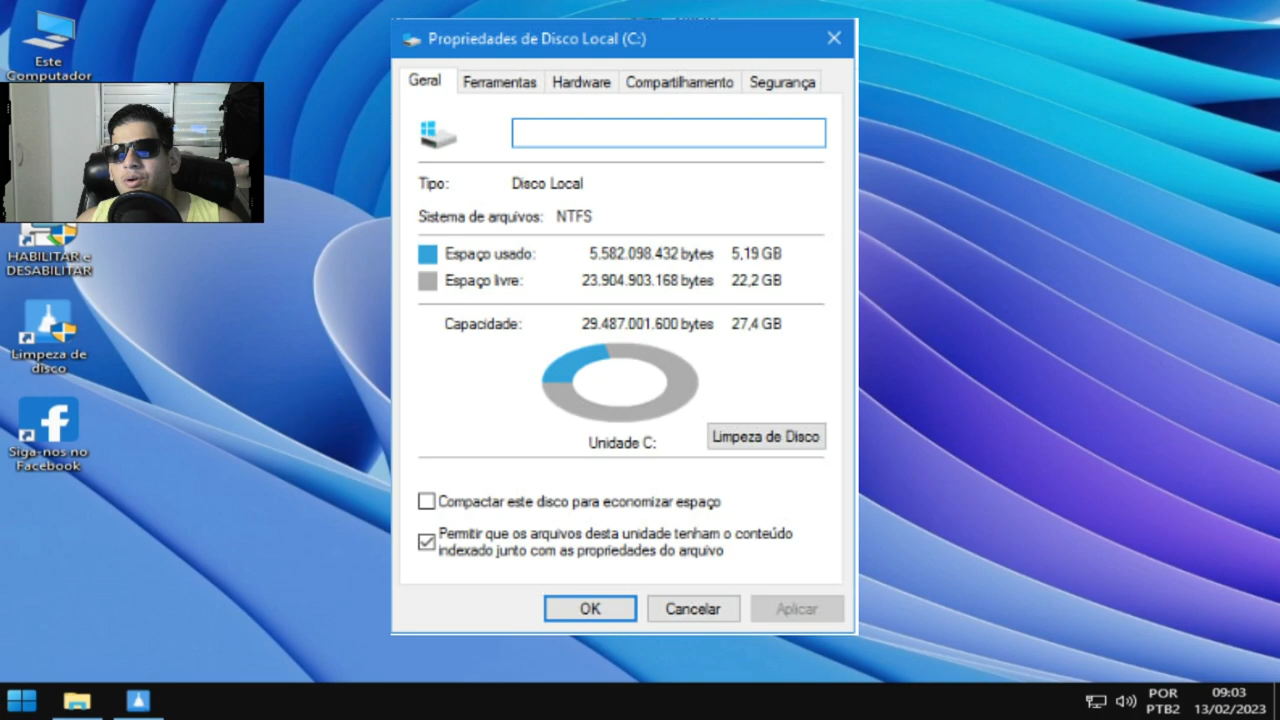 Propriedades de Disco Local (C:)
Geral
Ferramentas
Hardware
Compartilhamento
Segurança
Tipo: Disco Local
Sistema de arquivos: NTFS
Espaço usado: 5.582.098.432 bytes 5,19 GB
Espaço livre: 23.904.903.168 bytes 22,2 GB
Capacidade: 29.487.001.600 bytes 27,4 GB
Unidade C:
Limpeza de Disco
Compactar este disco para economizar espaço
Permitir que os arquivos desta unidade tenham o conteúdo
indexado junto com as propriedades do arquivo
OK
Cancelar
Aplicar
Este
Computador
HABILITAR e
DESABILITAR
Limpeza de
disco
Siga-nos no
Facebook
POR
PTB2
09:03
13/02/2023